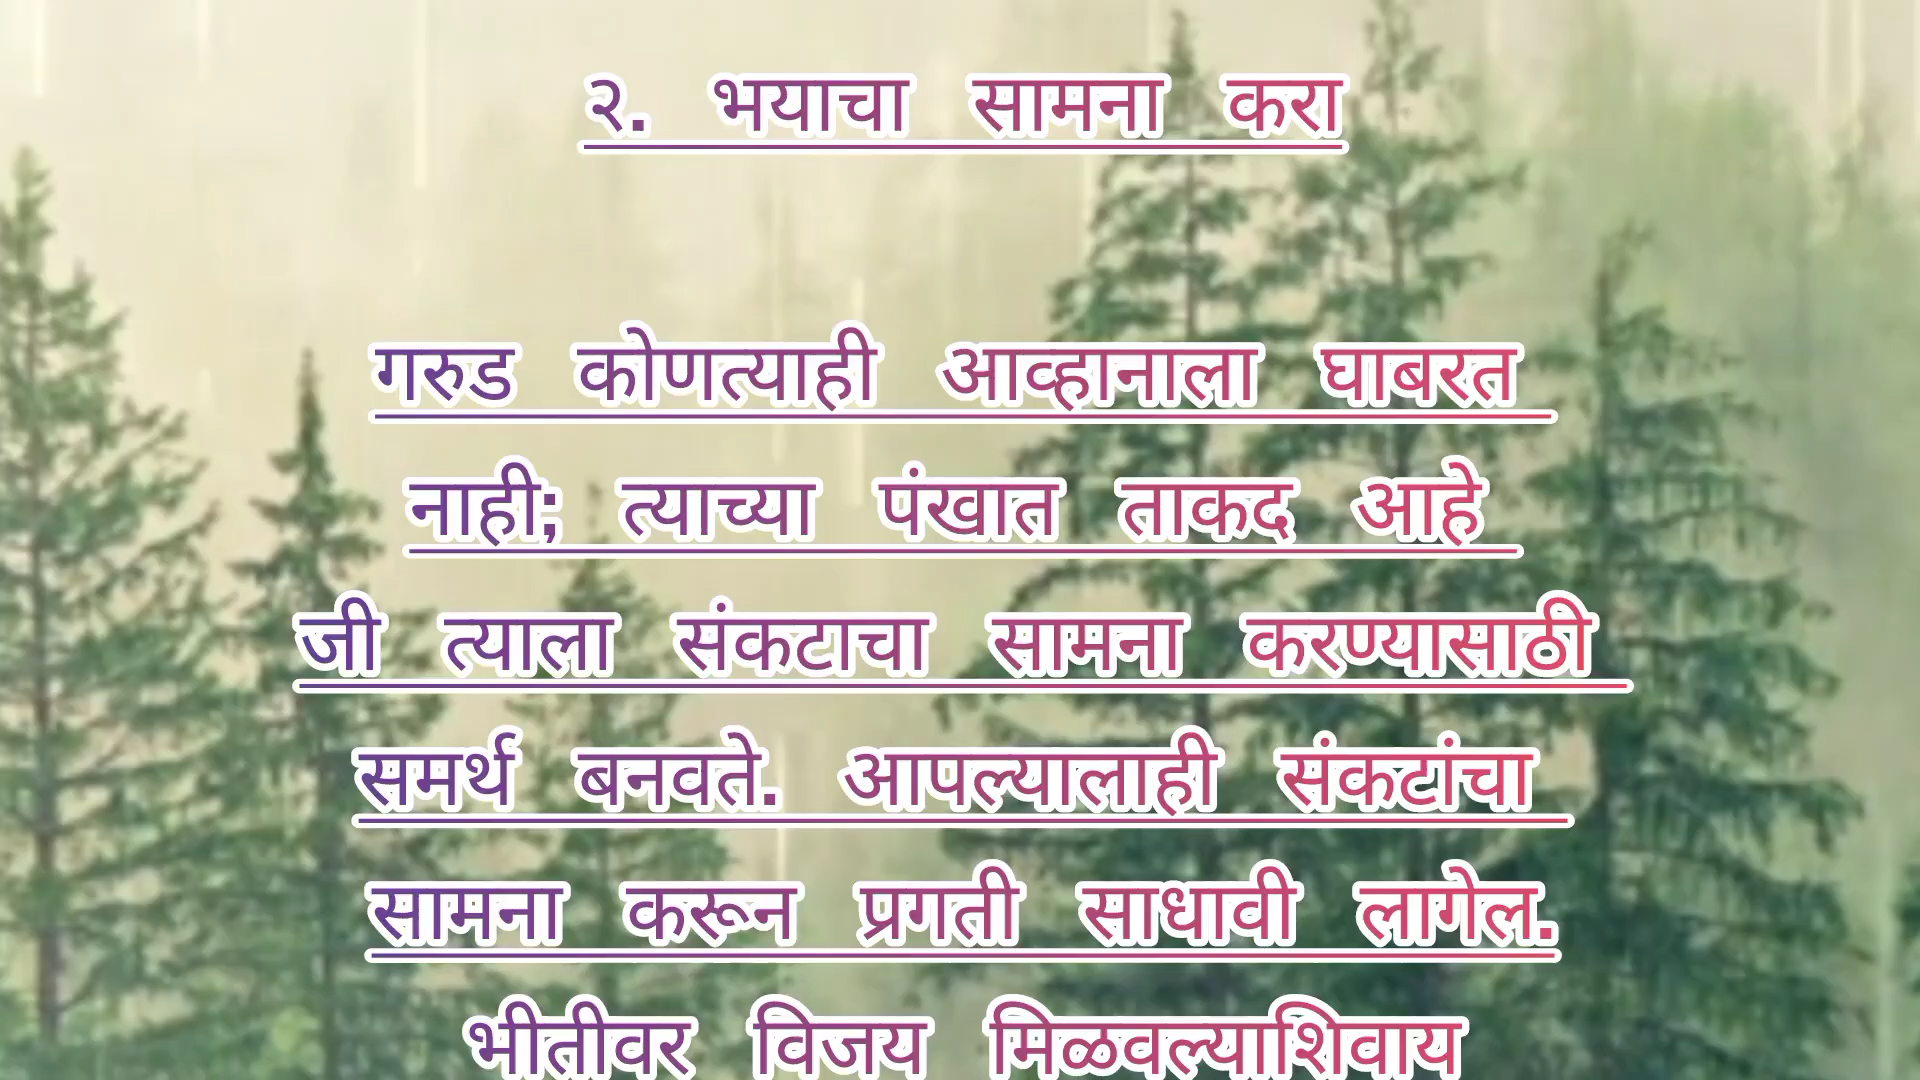 २. भयाचा सामना करा
गरुड कोणत्याही आव्हानाला घाबरत
नाही; त्याच्या पंखात ताकद आहे
जी त्याला संकटाचा सामना करण्यासाठी
समर्थ बनवते. आपल्यालाही संकटांचा
सामना करून प्रगती साधावी लागेल.
भीतीवर विजय मिळवल्याशिवाय